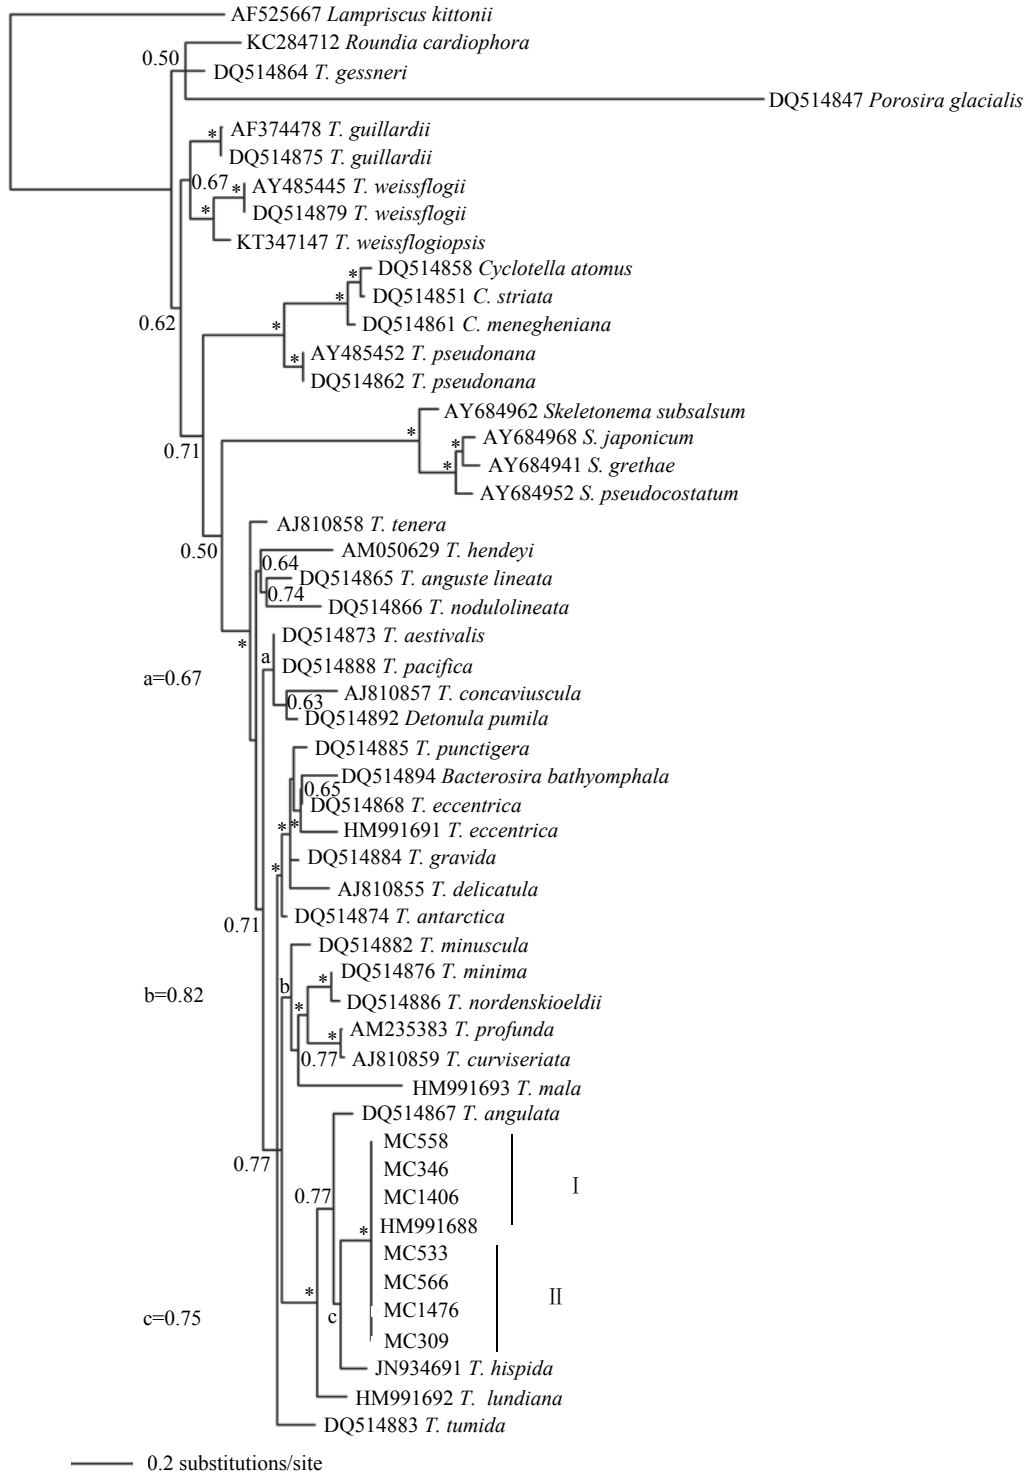 AF525667 Lampriscus kittonii
KC284712 Roundia cardiophora
0.50
DQ514864 T. gessneri
DQ514847 Porosira glacialis
AF374478 T. guillardii
*
DQ514875 T. guillardii
0.67
*
AY485445 T. weissflogii
*
DQ514879 T. weissflogii
KT347147 T. weissflogiopsis
*
DQ514858 Cyclotella atomus
*
DQ514851 C. striata
0.62
*
DQ514861 C. menegheniana
*
AY485452 T. pseudonana
DQ514862 T. pseudonana
AY684962 Skeletonema subsalsum
*
*
AY684968 S. japonicum
0.71
*
AY684941 S. grethae
AY684952 S. pseudocostatum
AJ810858 T. tenera
0.50
AM050629 T. hendeyi
0.64
DQ514865 T. anguste lineata
0.74
DQ514866 T. nodulolineata
*
DQ514873 T. aestivalis
a
DQ514888 T. pacifica
a=0.67
AJ810857 T. concaviuscula
0.63
DQ514892 Detonula pumila
DQ514885 T. punctigera
DQ514894 Bacterosira bathyomphala
0.65
DQ514868 T. eccentrica
*
*
HM991691 T. eccentrica
DQ514884 T. gravida
*
AJ810855 T. delicatula
0.71
DQ514874 T. antarctica
DQ514882 T. minuscula
DQ514876 T. minima
*
b
b=0.82
*
DQ514886 T. nordenskioeldii
*
AM235383 T. profunda
0.77
AJ810859 T. curviseriata
HM991693 T. mala
DQ514867 T. angulata
MC558
0.77
MC346
I
0.77
MC1406
*
HM991688
MC533
*
MC566
II
c
c=0.75
MC1476
MC309
JN934691 T. hispida
HM991692 T. lundiana
DQ514883 T. tumida
0.2 substitutions/site